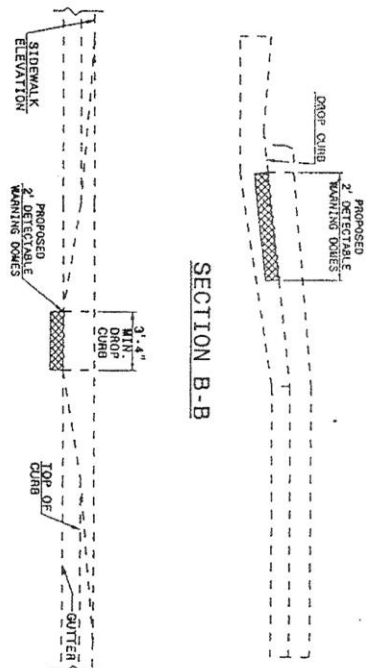 DROP CURB
PROPOSED
2' DETECTABLE
WARNING DOMES
SECTION B-B
SIDEWALK
ELEVATION
PROPOSED
2' DETECTABLE
WARNING DOMES
3'.4"
MIN.
DROP
CURB
TOP OF
CURB
GUTTER